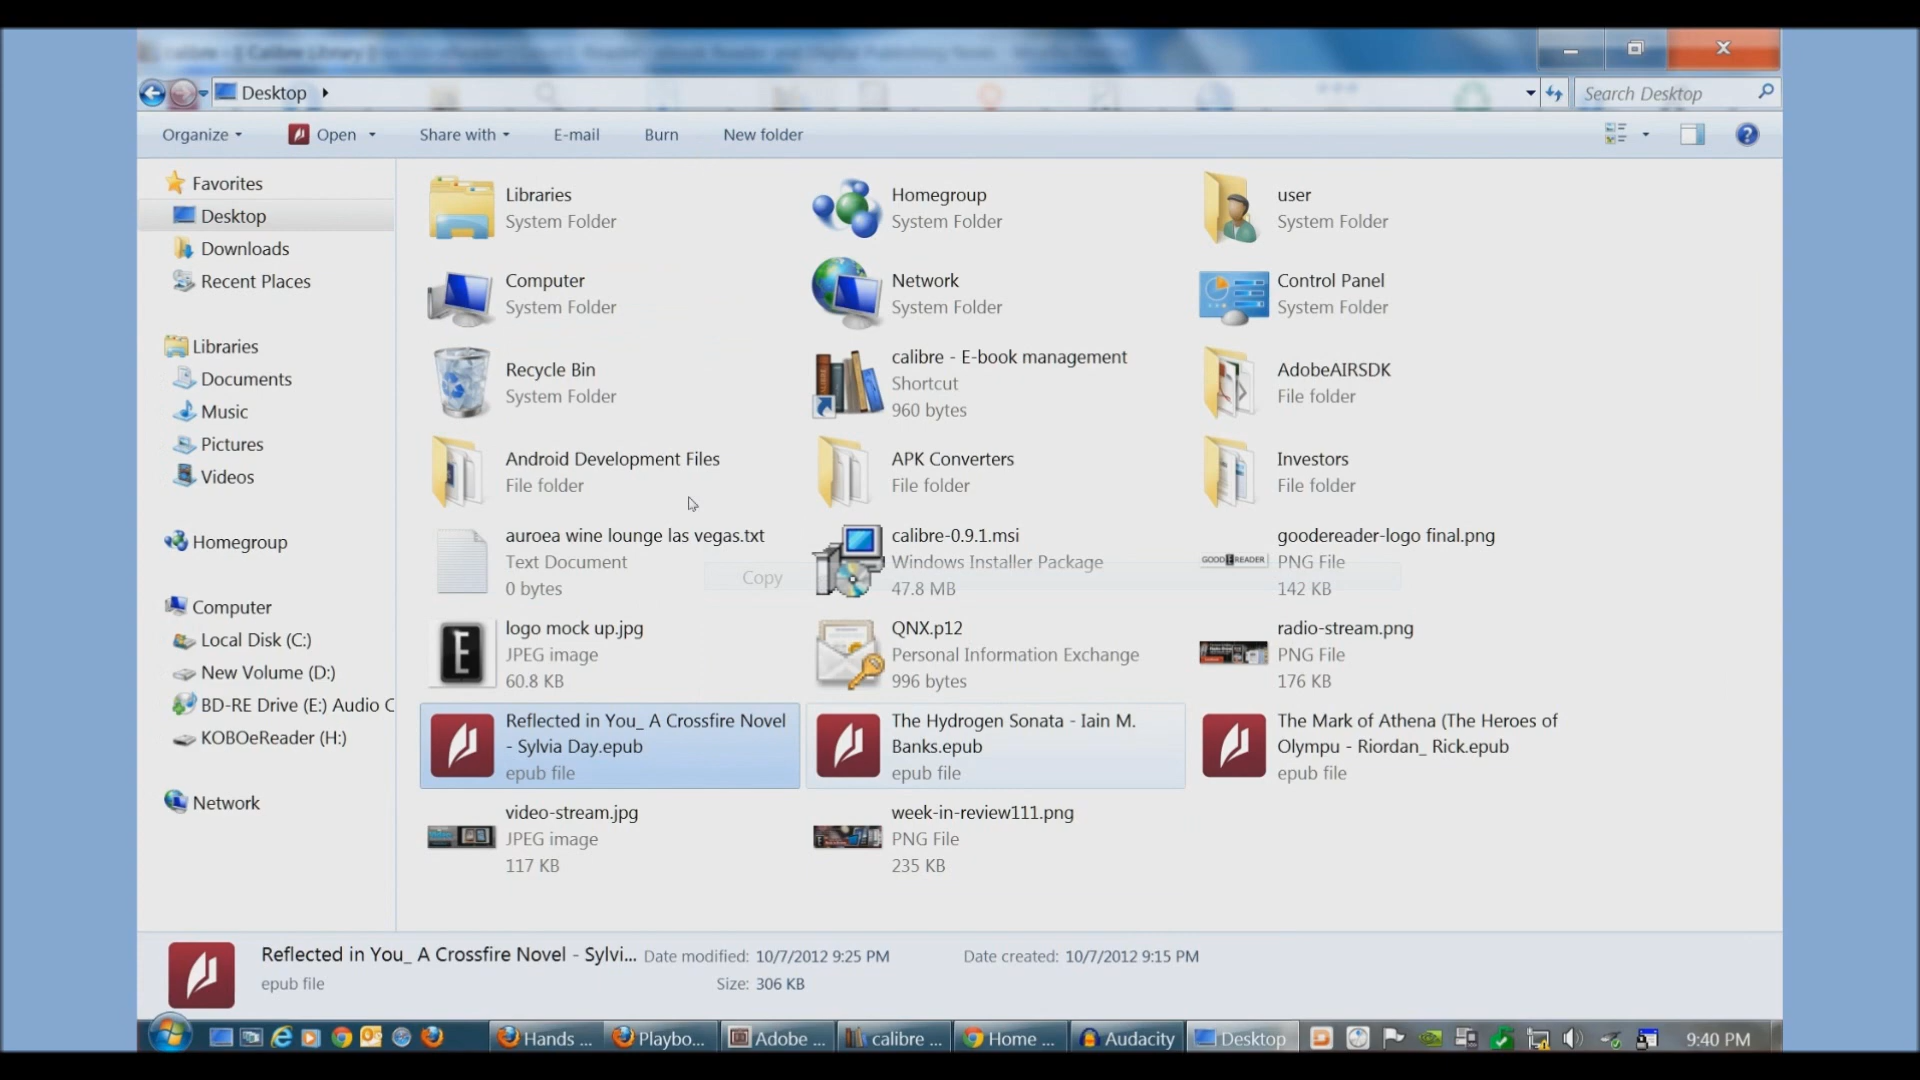 Desktop
Search Desktop
Organize
Open
Share with
E-mail
Burn
New folder
Favorites
Desktop
Downloads
Recent Places
Libraries
Documents
Music
Pictures
Videos
Homegroup
Computer
Local Disk (C:)
New Volume (D:)
BD-RE Drive (E:) Audio C
KOBOeReader (H:)
Network
Libraries
System Folder
Homegroup
System Folder
user
System Folder
Computer
System Folder
Network
System Folder
Control Panel
System Folder
Recycle Bin
System Folder
calibre - E-book management
Shortcut
960 bytes
AdobeAIRSDK
File folder
Android Development Files
File folder
APK Converters
File folder
Investors
File folder
auroea wine lounge las vegas.txt
Text Document
0 bytes
Copy
calibre-0.9.1.msi
Windows Installer Package
47.8 MB
GOODEREADER
goodereader-logo final.png
PNG File
142 KB
E
logo mock up.jpg
JPEG image
60.8 KB
QNX.p12
Personal Information Exchange
996 bytes
radio-stream.png
PNG File
176 KB
Reflected in You_ A Crossfire Novel
- Sylvia Day.epub
epub file
The Hydrogen Sonata - Iain M.
Banks.epub
epub file
The Mark of Athena (The Heroes of
Olympu - Riordan_ Rick.epub
epub file
video-stream.jpg
JPEG image
117 KB
week-in-review111.png
PNG File
235 KB
Reflected in You_ A Crossfire Novel - Sylvi...
epub file
Date modified: 10/7/2012 9:25 PM
Size: 306 KB
Date created: 10/7/2012 9:15 PM
Hands ...
Playbo...
Adobe ...
calibre ...
Home ...
Audacity
Desktop
9:40 PM